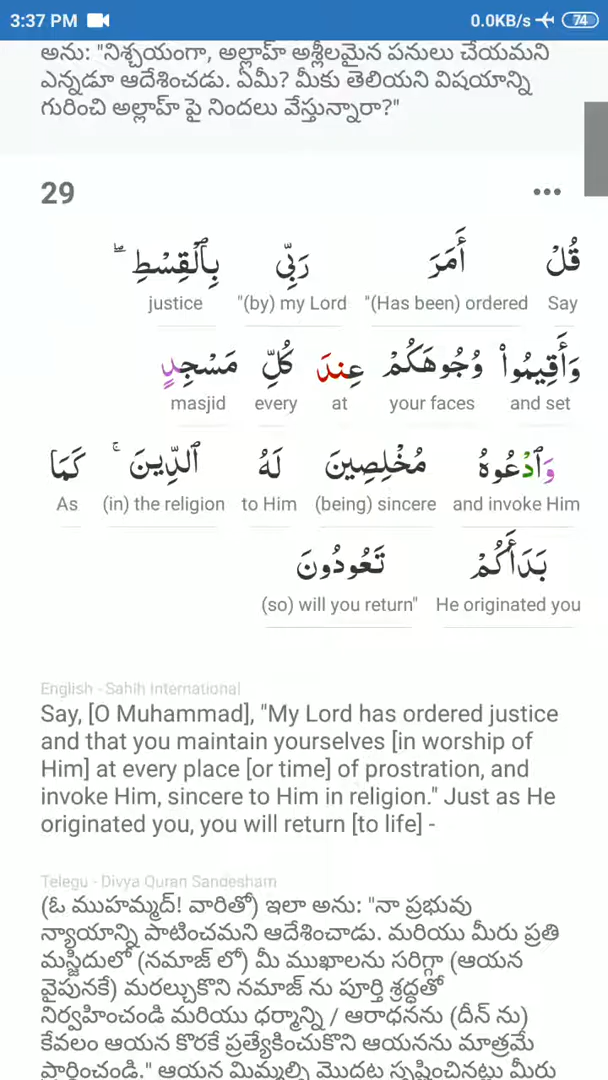 3:37 PM 0.0KB/s 74
అను: "నిశ్చయంగా, అల్లాహ్ అశ్లీలమైన పనులు చేయమని
ఎన్నడూ ఆదేశించడు. ఏమీ? మీకు తెలియని విషయాన్ని
గురించి అల్లాహ్ పై నిందలు వేస్తున్నారా?"
29
قُلْ أَمَرَ رَبِّى بِٱلْقِسْطِ ۖ
justice "(by) my Lord "(Has been) ordered Say
وَأَقِيمُوا۟ وُجُوهَكُمْ عِندَ كُلِّ مَسْجِدٍ
masjid every at your faces and set
وَٱدْعُوهُ مُخْلِصِينَ لَهُ ٱلدِّينَ ۚ كَمَا
As (in) the religion to Him (being) sincere and invoke Him
بَدَأَكُمْ تَعُودُونَ
(so) will you return" He originated you
English - Sahih International
Say, [O Muhammad], "My Lord has ordered justice
and that you maintain yourselves [in worship of
Him] at every place [or time] of prostration, and
invoke Him, sincere to Him in religion." Just as He
originated you, you will return [to life] -
Telegu - Divya Quran Sandesham
(ఓ ముహమ్మద్! వారితో) ఇలా అను: "నా ప్రభువు
న్యాయాన్ని పాటించమని ఆదేశించాడు. మరియు మీరు ప్రతి
మస్జిదులో (నమాజ్ లో) మీ ముఖాలను సరిగ్గా (ఆయన
వైపునకే) మరల్చుకొని నమాజ్ ను పూర్తి శ్రద్ధతో
నిర్వహించండి మరియు ధర్మాన్ని / ఆరాధనను (దీన్ ను)
కేవలం ఆయన కొరకే ప్రత్యేకించుకొని ఆయనను మాత్రమే
ప్రార్థించండి." ఆయన మిమ్మల్ని మొదట సృష్టించినట్లు మీరు